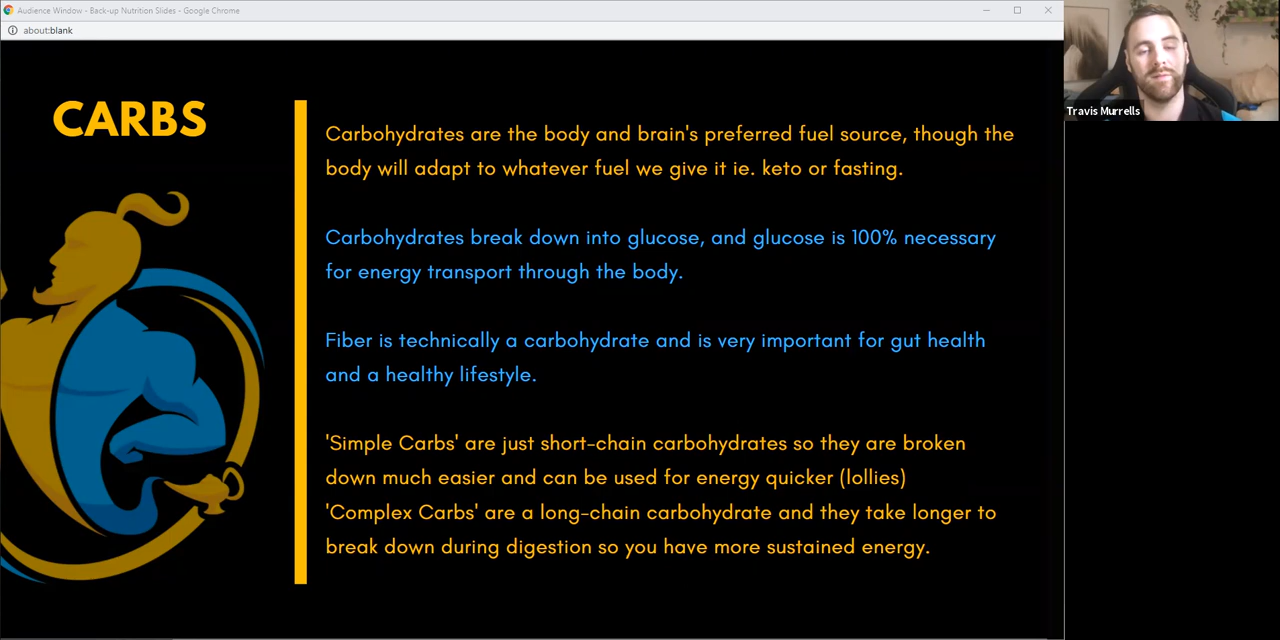 Audience Window - Back-up Nutrition Slides - Google Chrome
about:blank
Travis Murrells
CARBS
Carbohydrates are the body and brain's preferred fuel source, though the
body will adapt to whatever fuel we give it ie. keto or fasting.
Carbohydrates break down into glucose, and glucose is 100% necessary
for energy transport through the body.
Fiber is technically a carbohydrate and is very important for gut health
and a healthy lifestyle.
'Simple Carbs' are just short-chain carbohydrates so they are broken
down much easier and can be used for energy quicker (lollies)
'Complex Carbs' are a long-chain carbohydrate and they take longer to
break down during digestion so you have more sustained energy.